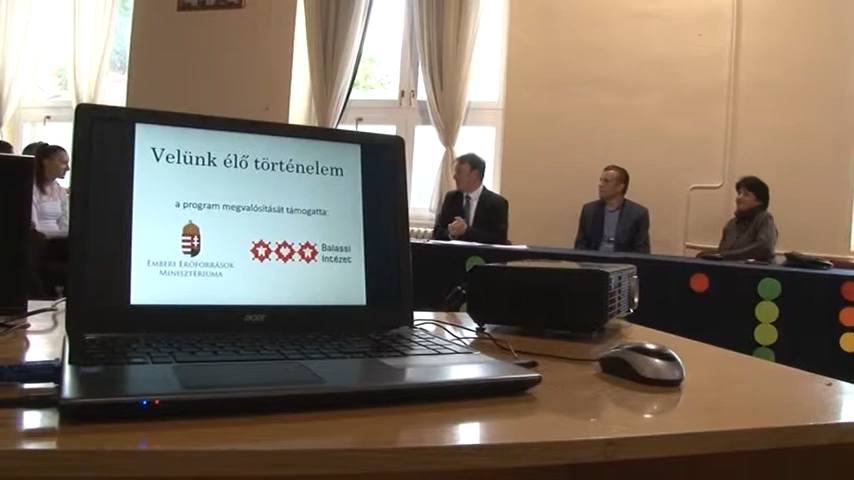 Velünk élő történelem
a program megvalósítását támogatta:
EMBERI ERŐFORRÁSOK
MINISZTÉRIUMA
Balassi
Intézet
acer